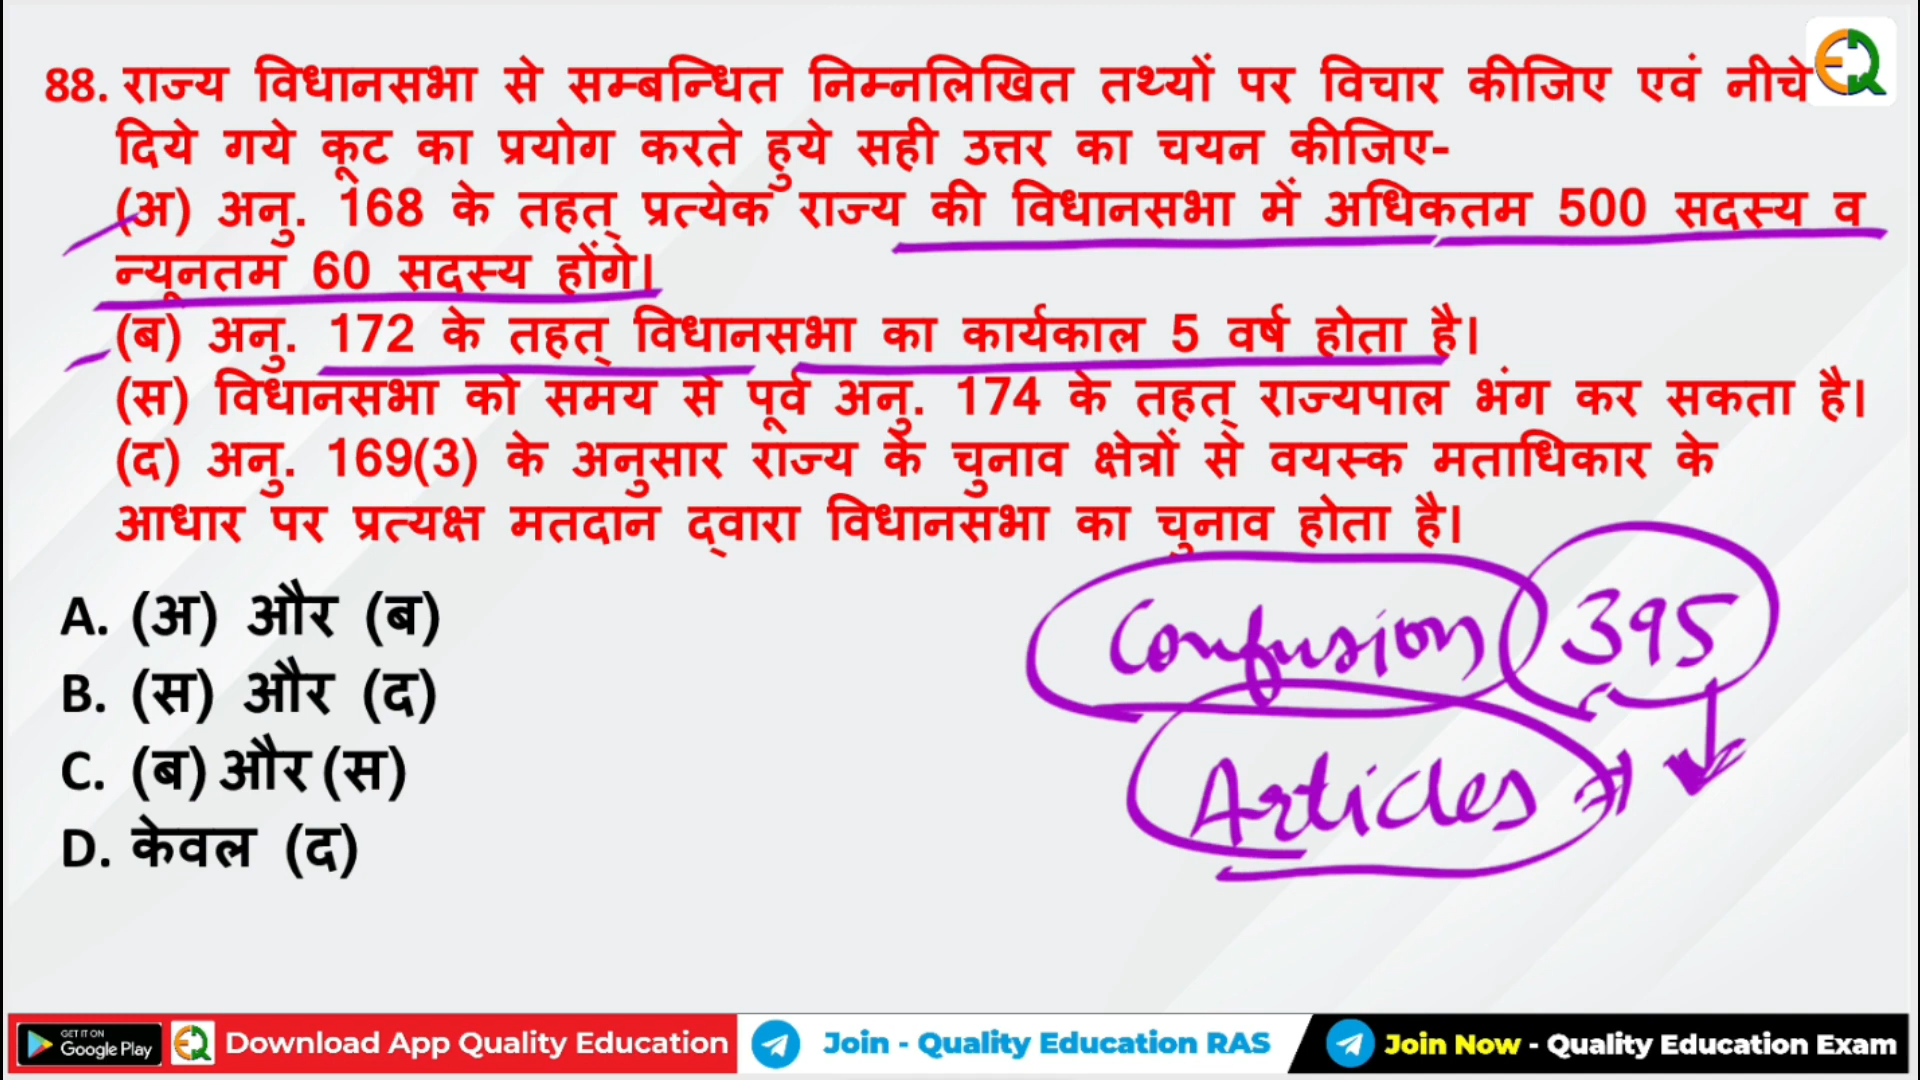 88. राज्य विधानसभा से सम्बन्धित निम्नलिखित तथ्यों पर विचार कीजिए एवं नीचे
दिये गये कूट का प्रयोग करते हुये सही उत्तर का चयन कीजिए-
(अ) अनु. 168 के तहत् प्रत्येक राज्य की विधानसभा में अधिकतम 500 सदस्य व
न्यूनतम 60 सदस्य होंगे।
(ब) अनु. 172 के तहत् विधानसभा का कार्यकाल 5 वर्ष होता है।
(स) विधानसभा को समय से पूर्व अनु. 174 के तहत् राज्यपाल भंग कर सकता है।
(द) अनु. 169(3) के अनुसार राज्य के चुनाव क्षेत्रों से वयस्क मताधिकार के
आधार पर प्रत्यक्ष मतदान द्वारा विधानसभा का चुनाव होता है।
A. (अ) और (ब)
B. (स) और (द)
C. (ब) और (स)
D. केवल (द)
Confusion 395
Articles में
GET IT ON
Google Play
Download App Quality Education
Join - Quality Education RAS
Join Now - Quality Education Exam